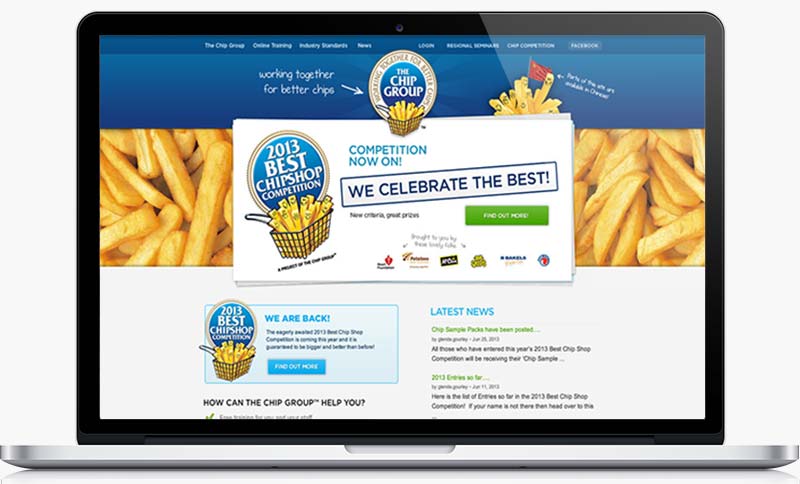 The Chip Group Online Training Industry Standards News LOGIN REGIONAL SEMINARS CHIP COMPETITION FACEBOOK
working together
for better chips
WORKING TOGETHER FOR BETTER CHIPS
THE
CHIP
GROUP
TM
Parts of this site are
available in Chinese!
2013
BEST
CHIPSHOP
COMPETITION
A PROJECT OF THE CHIP GROUP™
COMPETITION
NOW ON!
WE CELEBRATE THE BEST!
New criteria, great prizes
FIND OUT MORE!
Brought to you by
these lovely folks
Heart
Foundation
Potatoes
BAKELS
2013
BEST
CHIPSHOP
COMPETITION
WE ARE BACK!
The eagerly awaited 2013 Best Chip Shop
Competition is coming this year and it is
guaranteed to be bigger and better than before!
FIND OUT MORE
HOW CAN THE CHIP GROUP™ HELP YOU?
Free training for you and your staff
LATEST NEWS
Chip Sample Packs have been posted....
by glenda.gourley • Jun 25, 2013
All those who have entered this year's 2013 Best Chip Shop
Competition will be receiving their 'Chip Sample ...
2013 Entries so far....
by glenda.gourley • Jun 11, 2013
Here is the list of Entries so far in the 2013 Best Chip Shop
Competition! If your name is not there then head over to this
...